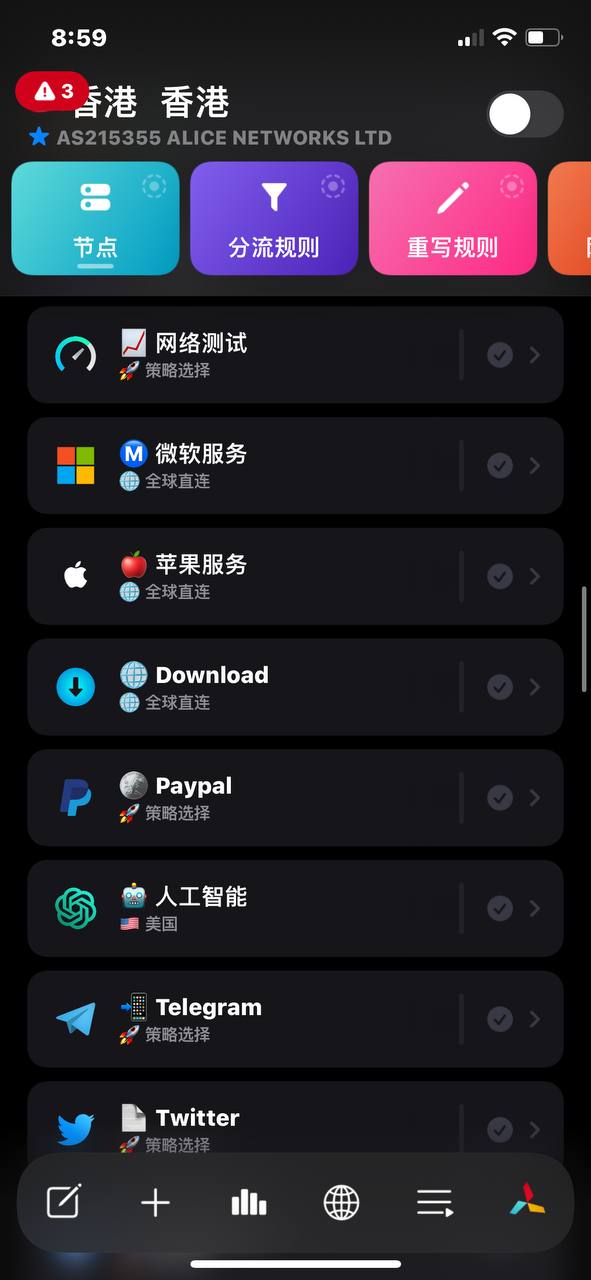 8:59
3
香港 香港
AS215355 ALICE NETWORKS LTD
节点
分流规则
重写规则
网络测试
策略选择
M 微软服务
全球直连
苹果服务
全球直连
Download
全球直连
Paypal
策略选择
人工智能
美国
Telegram
策略选择
Twitter
策略选择